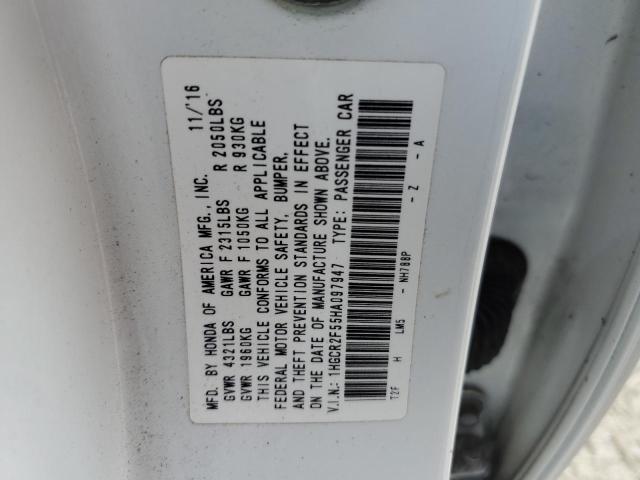 MFD. BY HONDA OF AMERICA MFG., INC. 11/'16
GVWR 4321LBS GAWR F 2315LBS R 2050LBS
GVWR 1960KG GAWR F 1050KG R 930KG
THIS VEHICLE CONFORMS TO ALL APPLICABLE
FEDERAL MOTOR VEHICLE SAFETY, BUMPER,
AND THEFT PREVENTION STANDARDS IN EFFECT
ON THE DATE OF MANUFACTURE SHOWN ABOVE.
V.I.N.: 1HGCR2F55HA097947 TYPE: PASSENGER CAR
T2F H LM5 - NH788P - Z - A